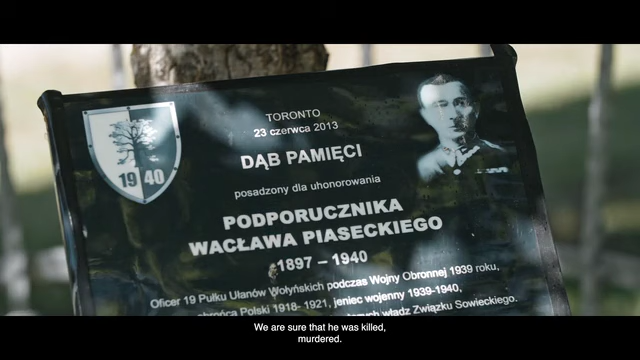 TORONTO
23 czerwca 2013
DĄB PAMIĘCI
posadzony dla uhonorowania
PODPORUCZNIKA
WACŁAWA PIASECKIEGO
1897 – 1940
Oficer 19 Pułku Ułanów Wołyńskich podczas Wojny Obronnej 1939 roku,
obrońca Polski 1918-1921, jeniec wojenny 1939-1940,
władz Związku Sowieckiego.
19 40
We are sure that he was killed,
murdered.